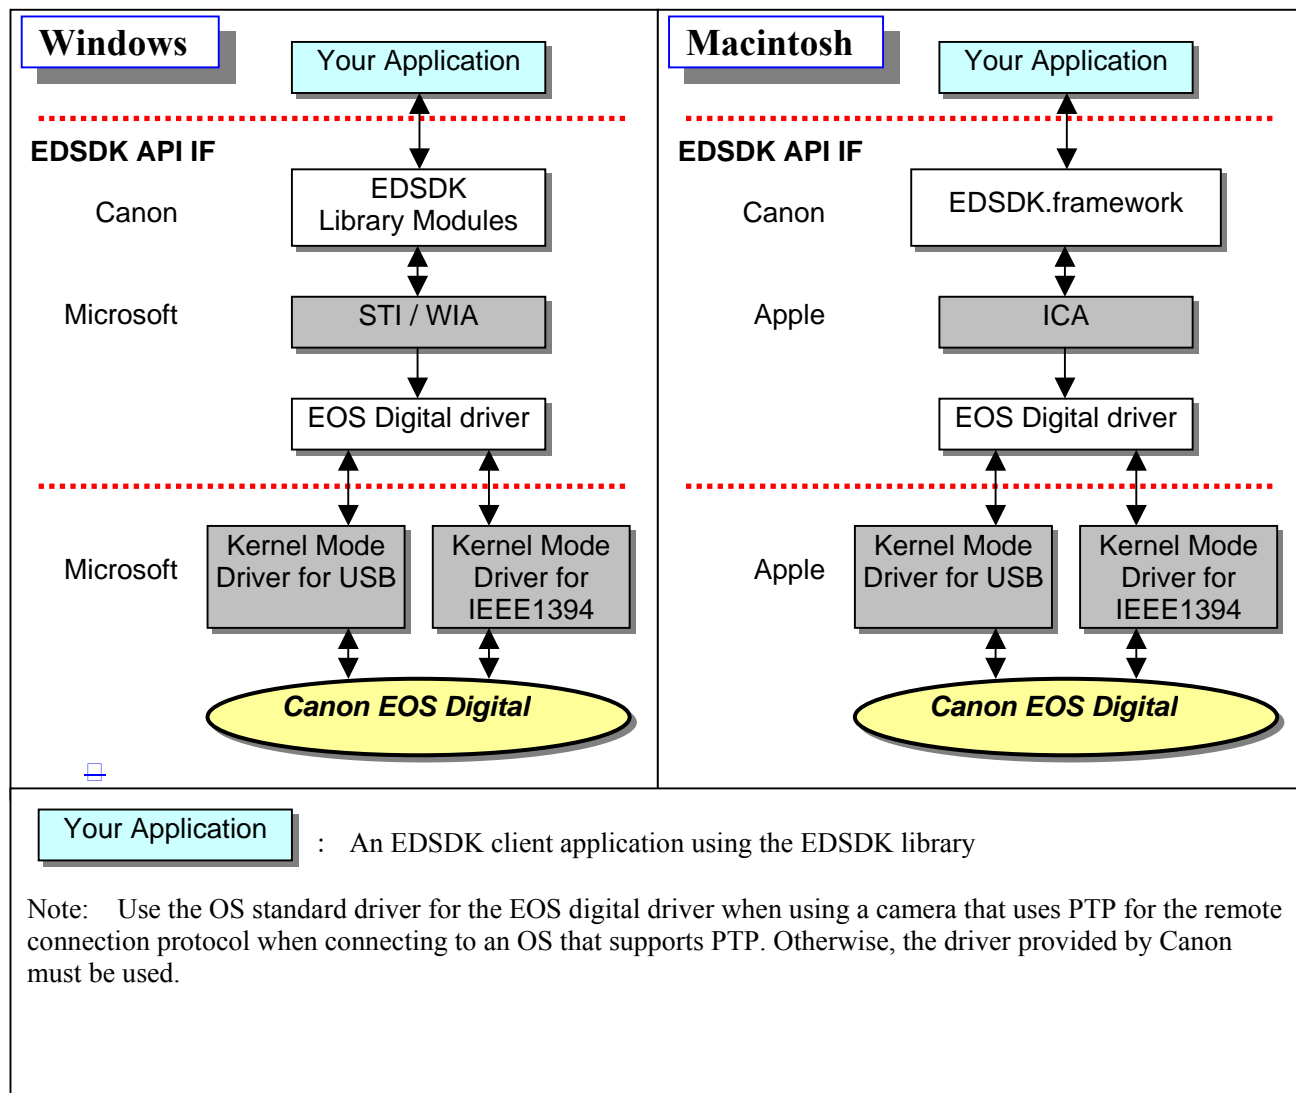 Windows
Your Application
EDSDK API IF
Canon
EDSDK
Library Modules
Microsoft
STI / WIA
EOS Digital driver
Microsoft
Kernel Mode
Driver for USB
Kernel Mode
Driver for
IEEE1394
Canon EOS Digital
Macintosh
Your Application
EDSDK API IF
Canon
EDSDK.framework
Apple
ICA
EOS Digital driver
Apple
Kernel Mode
Driver for USB
Kernel Mode
Driver for
IEEE1394
Canon EOS Digital
Your Application : An EDSDK client application using the EDSDK library
Note: Use the OS standard driver for the EOS digital driver when using a camera that uses PTP for the remote
connection protocol when connecting to an OS that supports PTP. Otherwise, the driver provided by Canon
must be used.